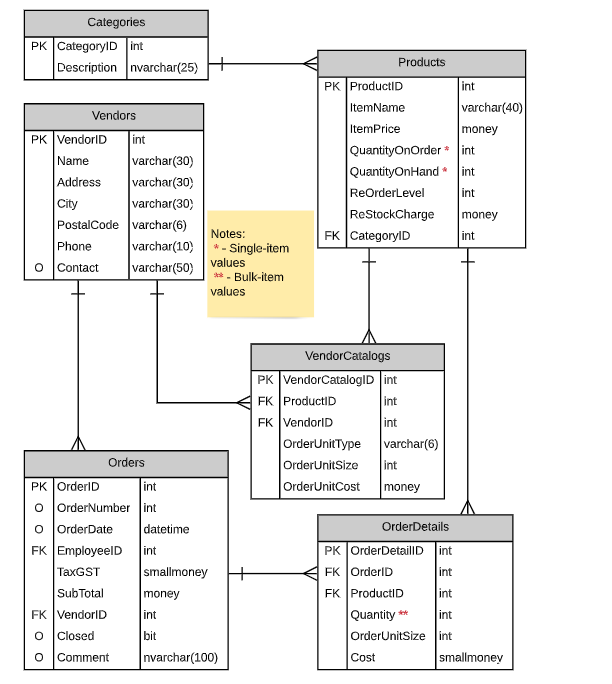 Categories
PK CategoryID int
Description nvarchar(25)
Products
PK ProductID int
ItemName varchar(40)
ItemPrice money
QuantityOnOrder * int
QuantityOnHand * int
ReOrderLevel int
ReStockCharge money
FK CategoryID int
Vendors
PK VendorID int
Name varchar(30)
Address varchar(30)
City varchar(30)
PostalCode varchar(6)
Phone varchar(10)
O Contact varchar(50)
Notes:
* - Single-item
values
** - Bulk-item
values
VendorCatalogs
PK VendorCatalogID int
FK ProductID int
FK VendorID int
OrderUnitType varchar(6)
OrderUnitSize int
OrderUnitCost money
Orders
PK OrderID int
O OrderNumber int
O OrderDate datetime
FK EmployeeID int
TaxGST smallmoney
SubTotal money
FK VendorID int
O Closed bit
O Comment nvarchar(100)
OrderDetails
PK OrderDetailID int
FK OrderID int
FK ProductID int
Quantity ** int
OrderUnitSize int
Cost smallmoney